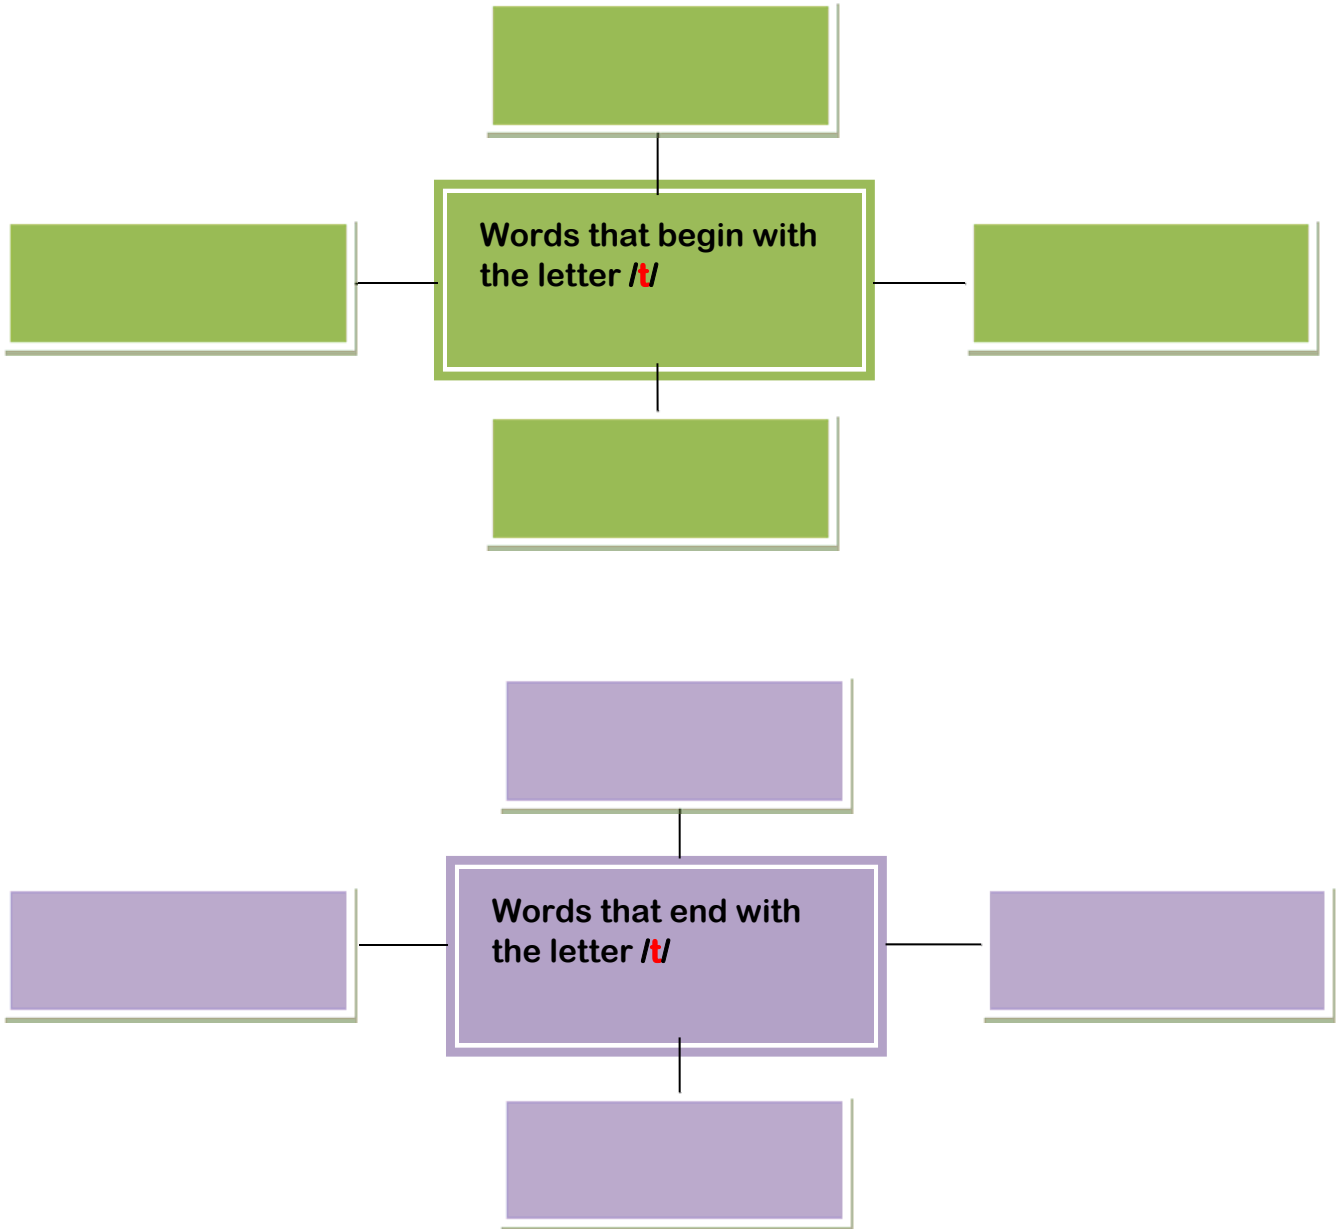 Words that begin with
the letter /t/
Words that end with
the letter /t/